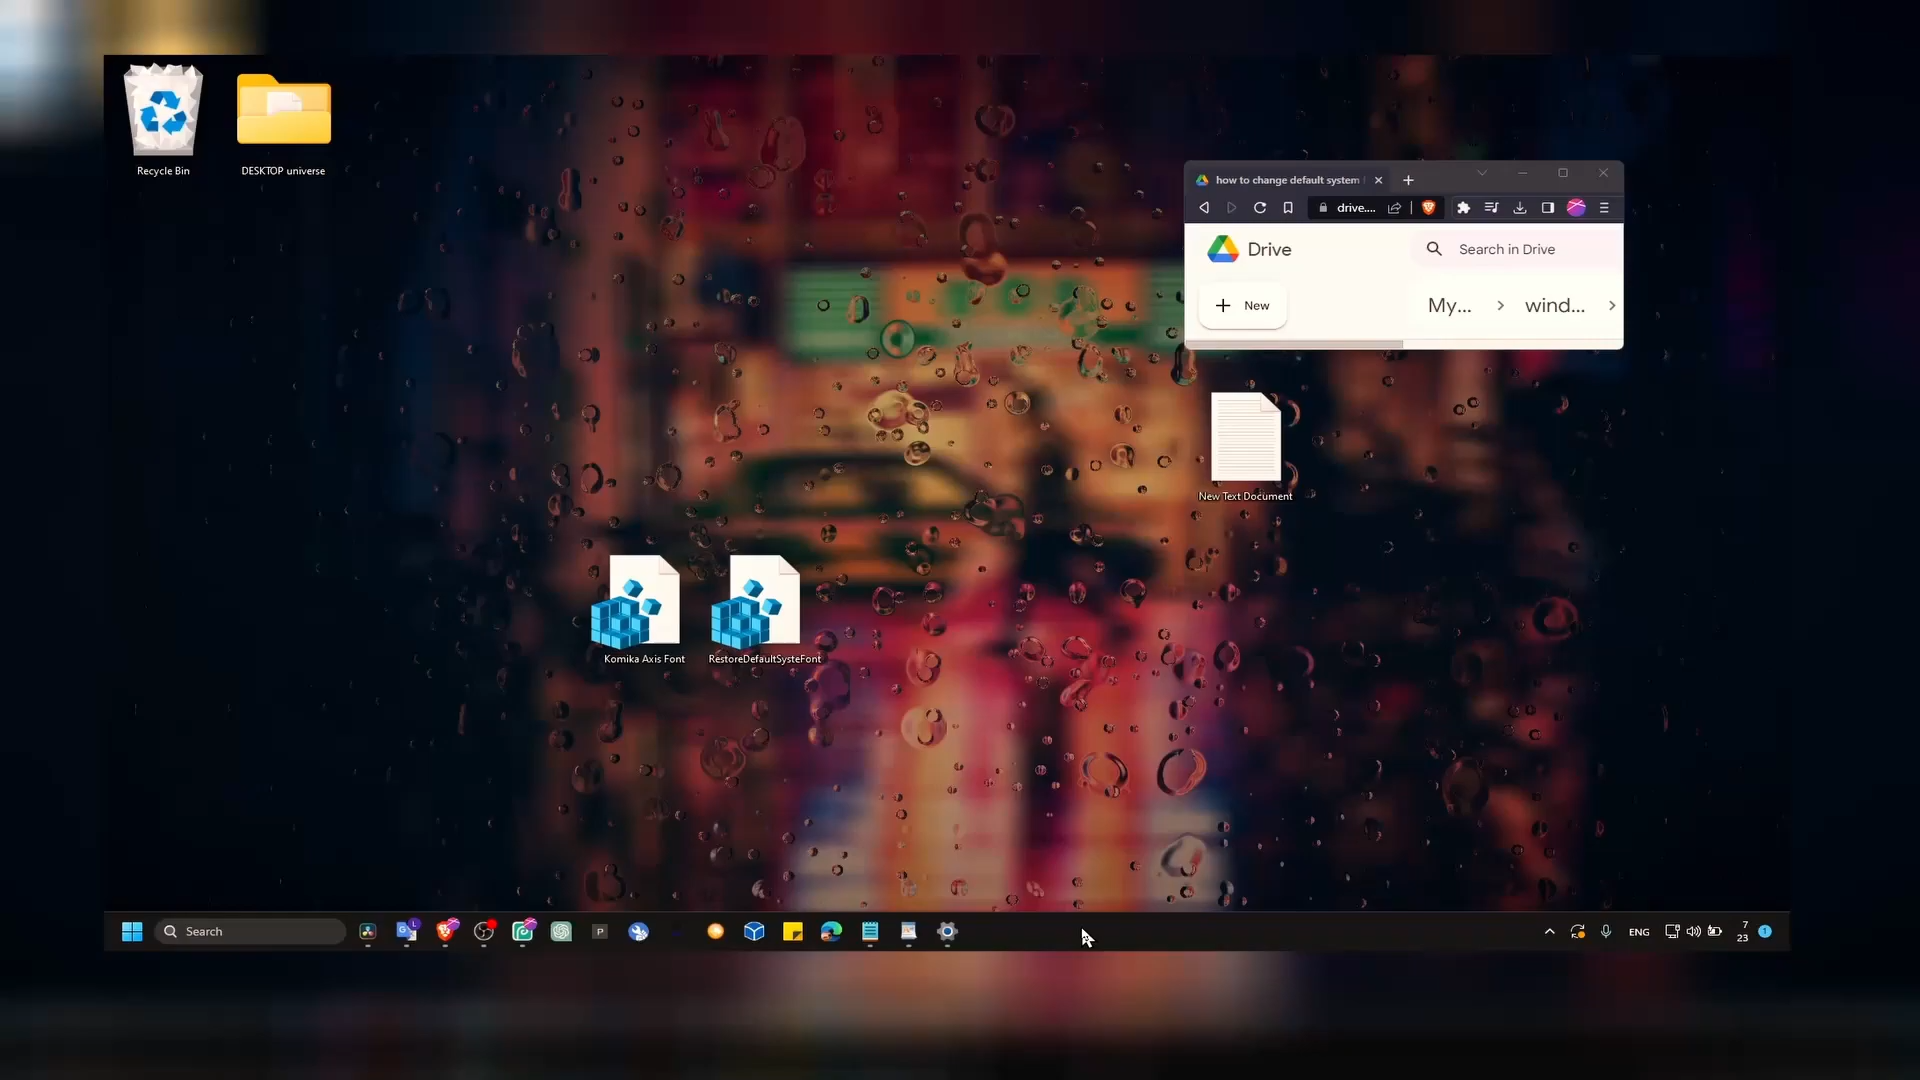 Recycle Bin
DESKTOP universe
how to change default system
drive....
Drive
Search in Drive
New
My...
wind...
New Text Document
Komika Axis Font
RestoreDefaultSysteFont
Search
L
P
ENG
7
23
1